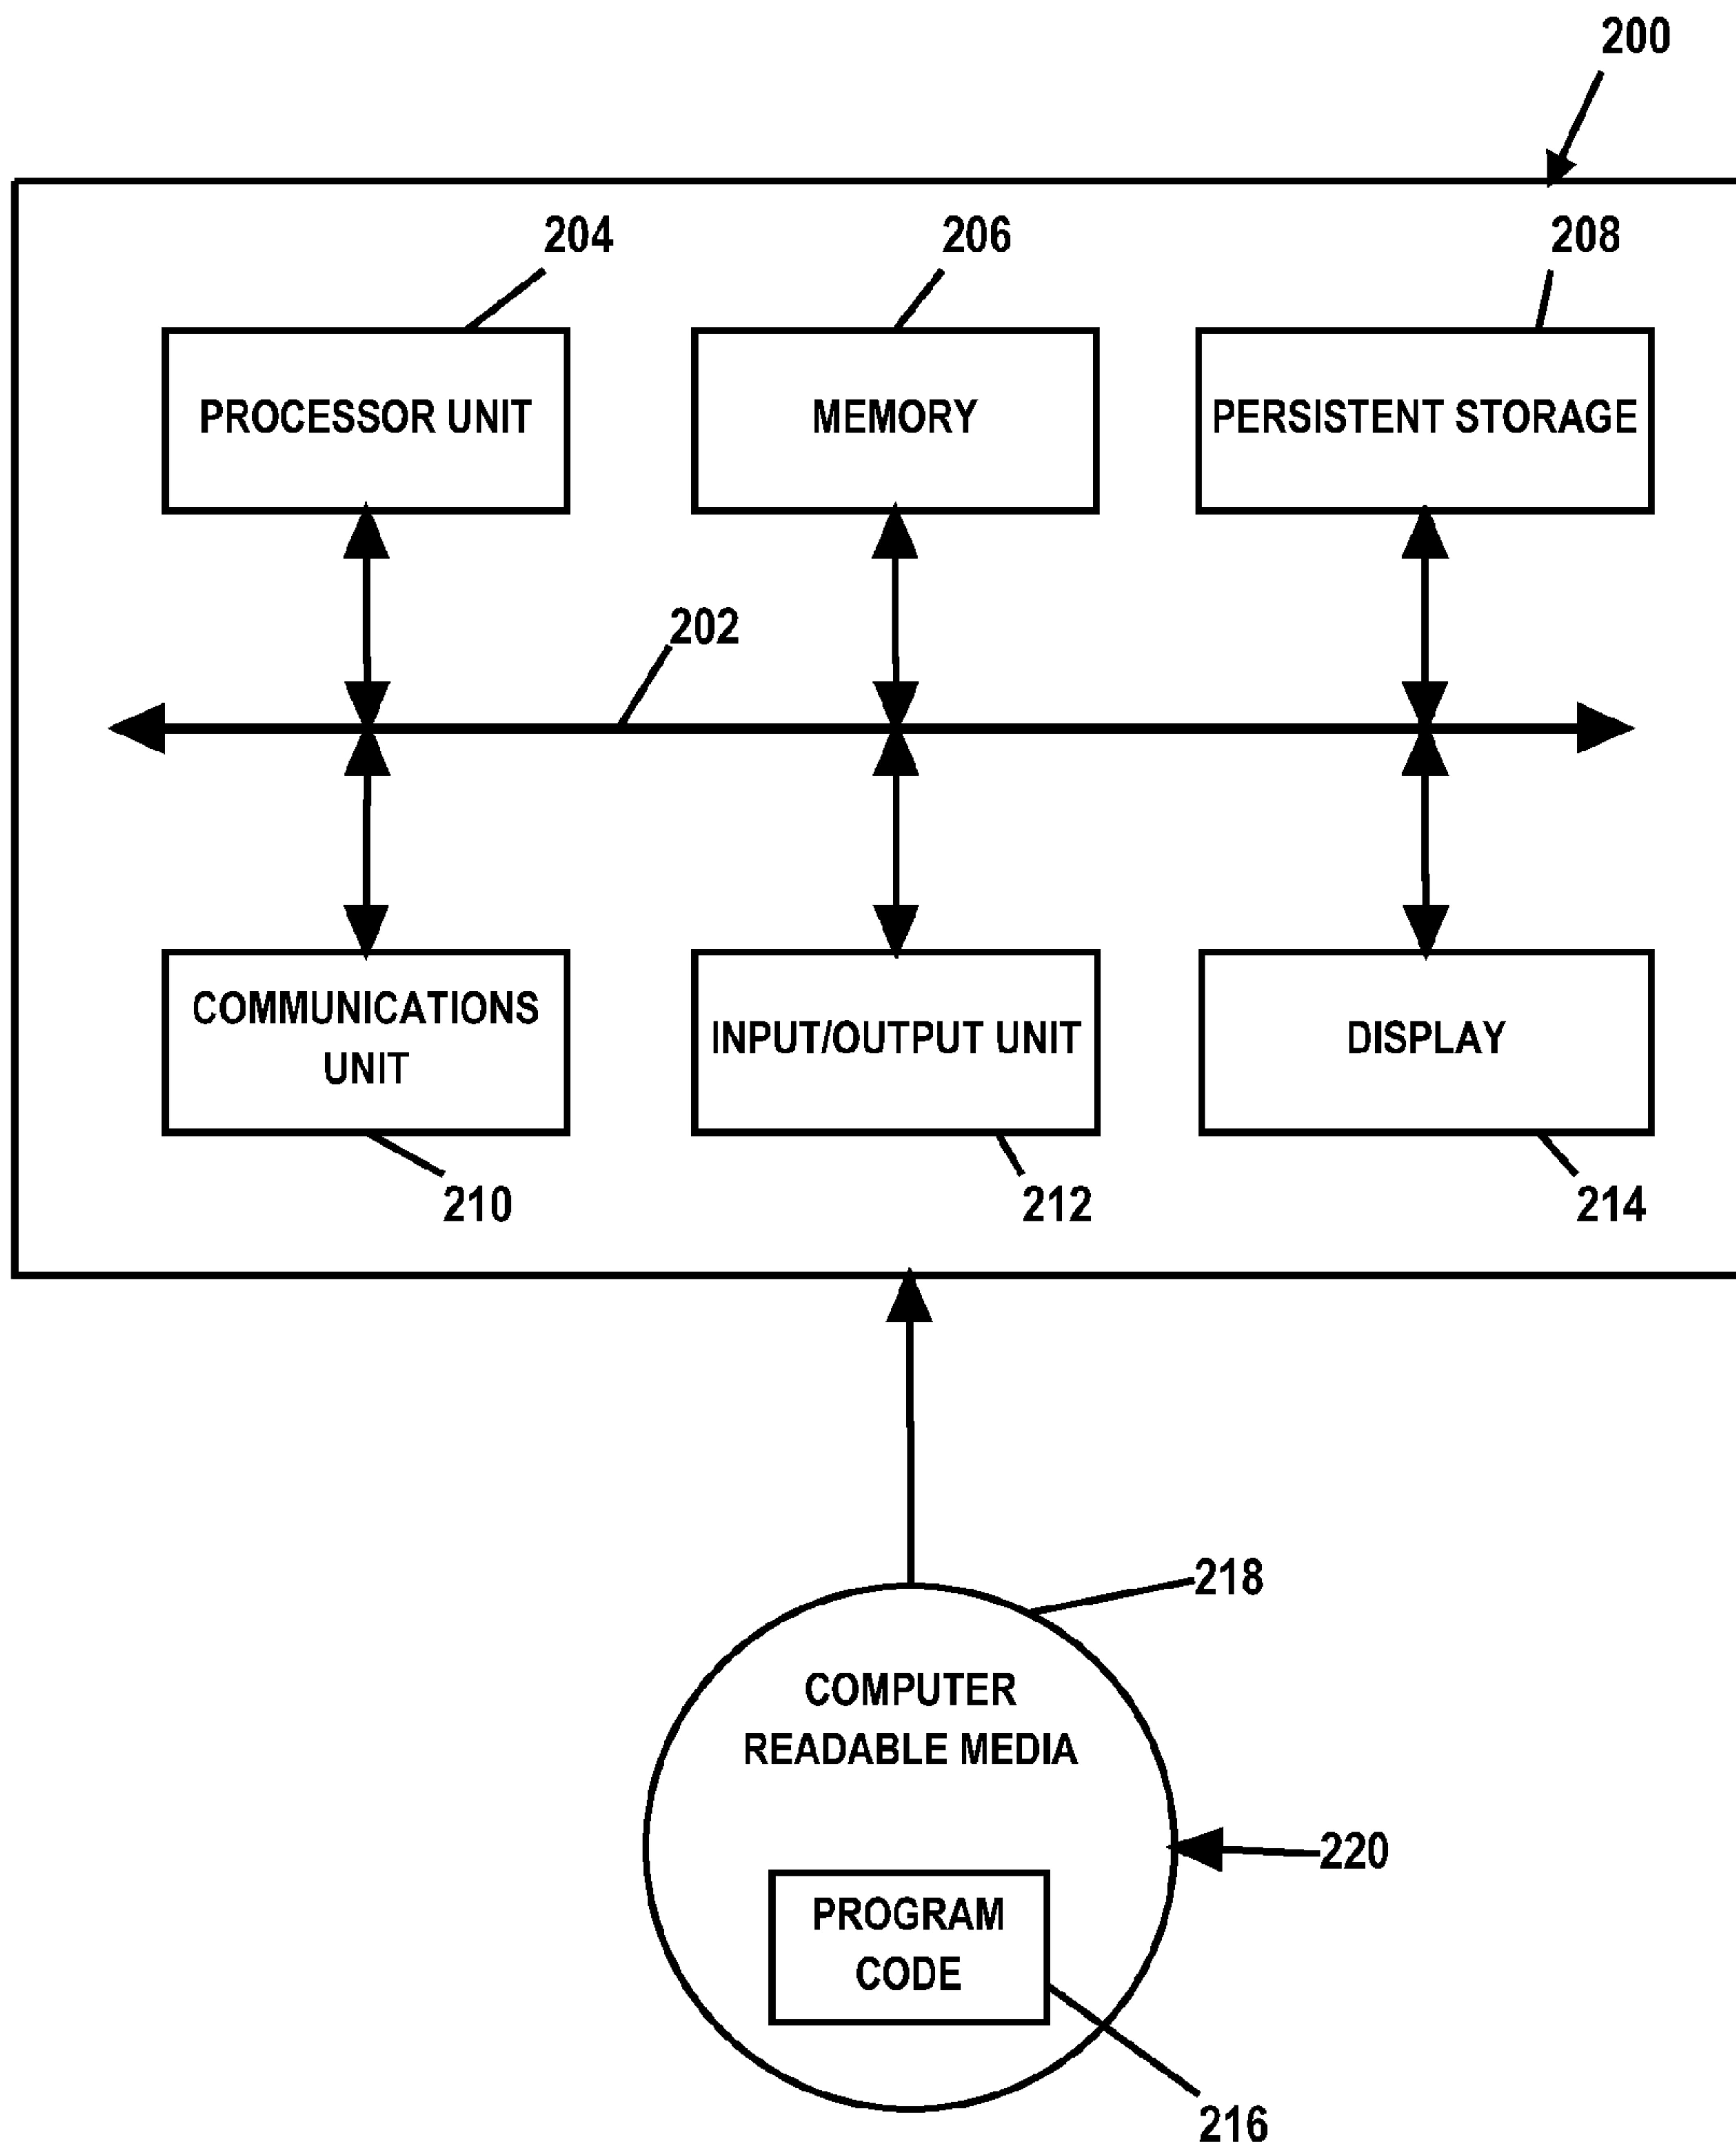 200
204
206
208
PROCESSOR UNIT
MEMORY
PERSISTENT STORAGE
202
COMMUNICATIONS
UNIT
INPUT/OUTPUT UNIT
DISPLAY
210
212
214
218
COMPUTER
READABLE MEDIA
220
PROGRAM
CODE
216